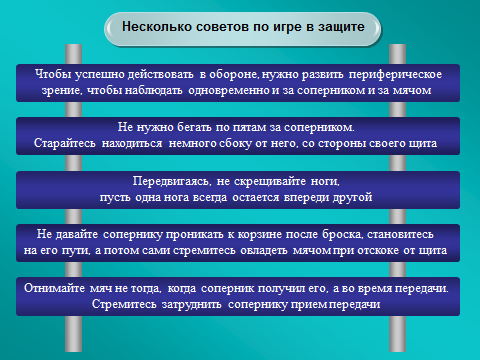 Несколько советов по игре в защите
Чтобы успешно действовать в обороне, нужно развить периферическое
зрение, чтобы наблюдать одновременно и за соперником и за мячом
Не нужно бегать по пятам за соперником.
Старайтесь находиться немного сбоку от него, со стороны своего щита
Передвигаясь, не скрещивайте ноги,
пусть одна нога всегда остается впереди другой
Не давайте сопернику проникать к корзине после броска, становитесь
на его пути, а потом сами стремитесь овладеть мячом при отскоке от щита
Отнимайте мяч не тогда, когда соперник получил его, а во время передачи.
Стремитесь затруднить сопернику прием передачи